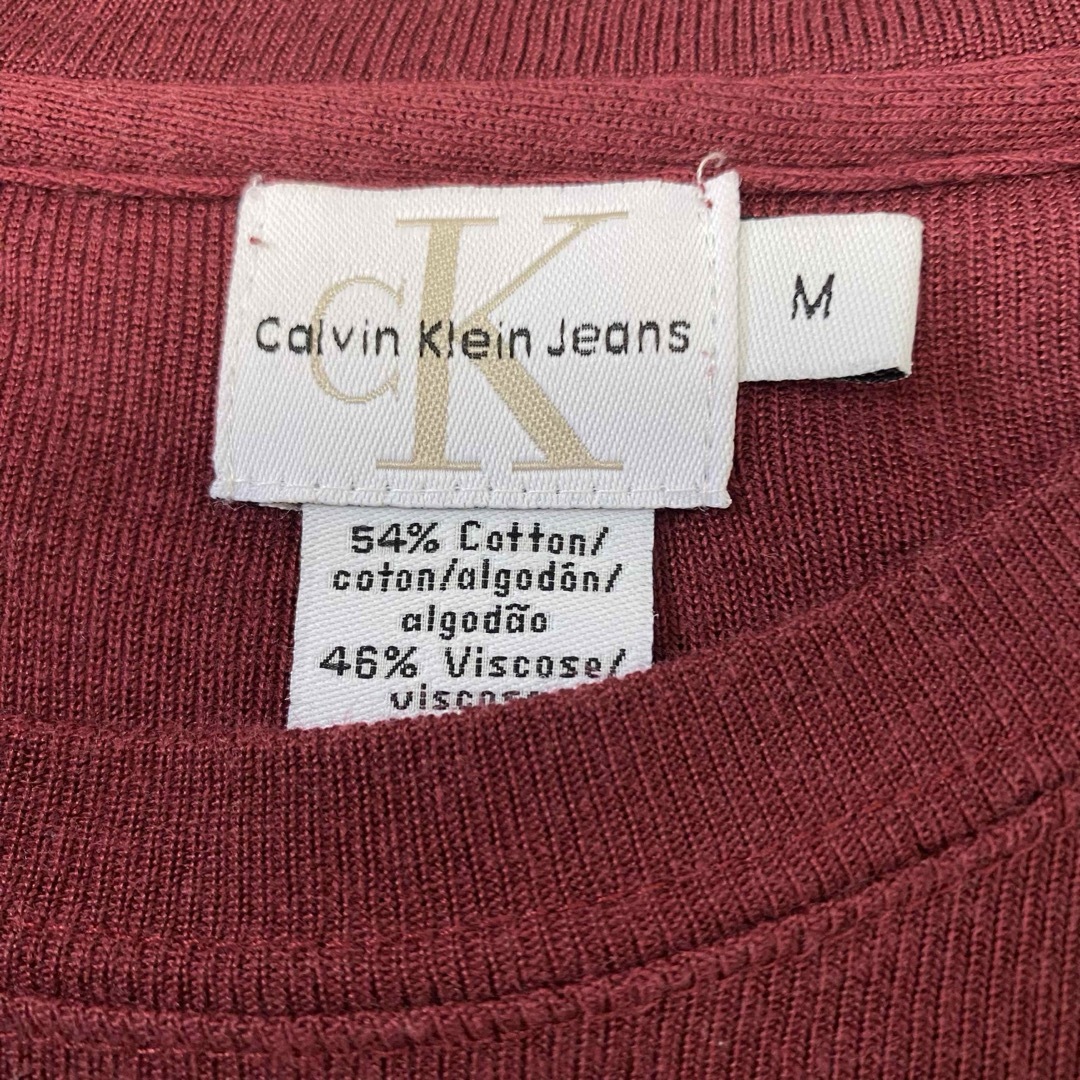 CK
Calvin Klein Jeans
M
54% Cotton/
coton/algodón/
algodão
46% Viscose/